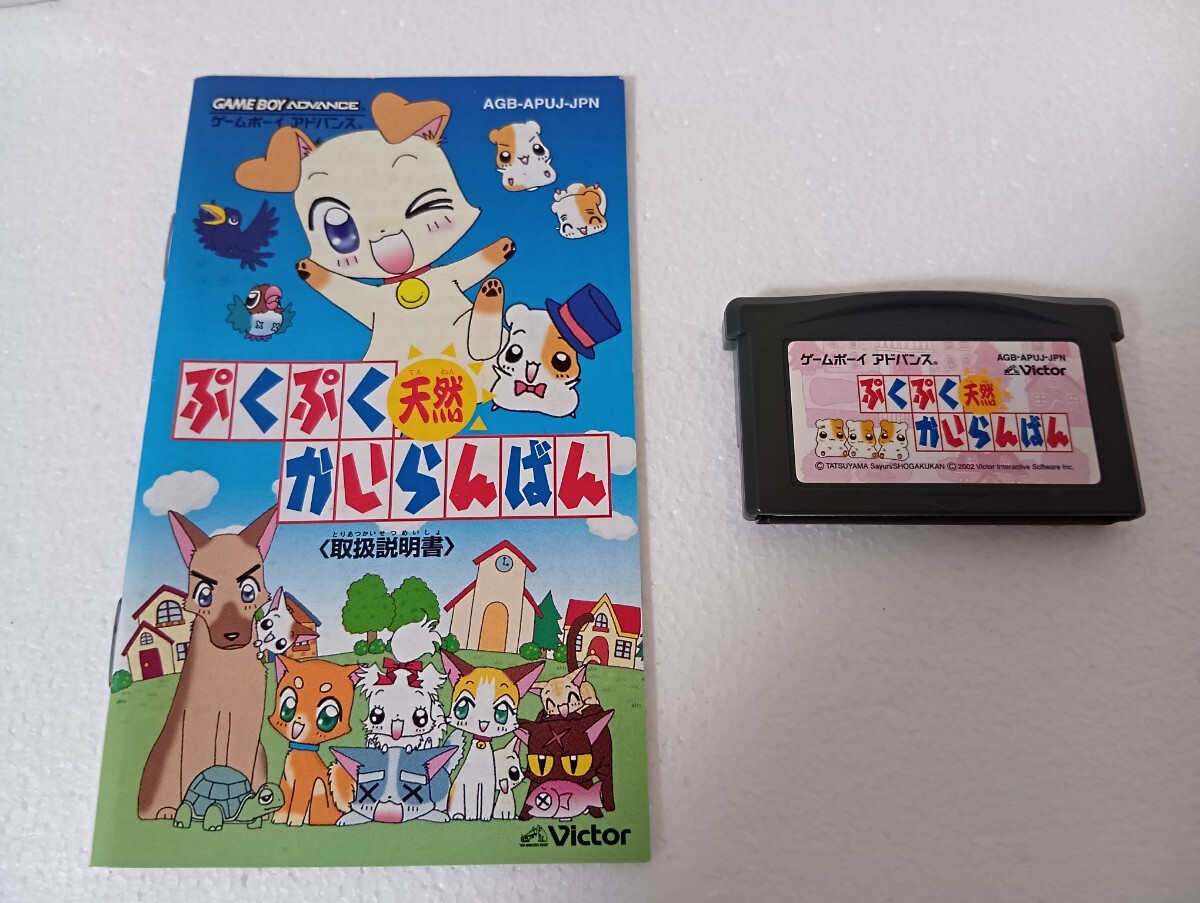 GAME BOY ADVANCE
ゲームボーイ アドバンス®
AGB-APUJ-JPN
ぷくぷく
てん ねん
天然
かいらんばん
とりあつかいせつめいしょ
〈取扱説明書〉
Victor
ゲームボーイ アドバンス®
AGB-APUJ-JPN
Victor
ぷくぷく天然
かいらんばん
© TATSUYAMA Sayuri/SHOGAKUKAN © 2002 Victor Interactive Software Inc.